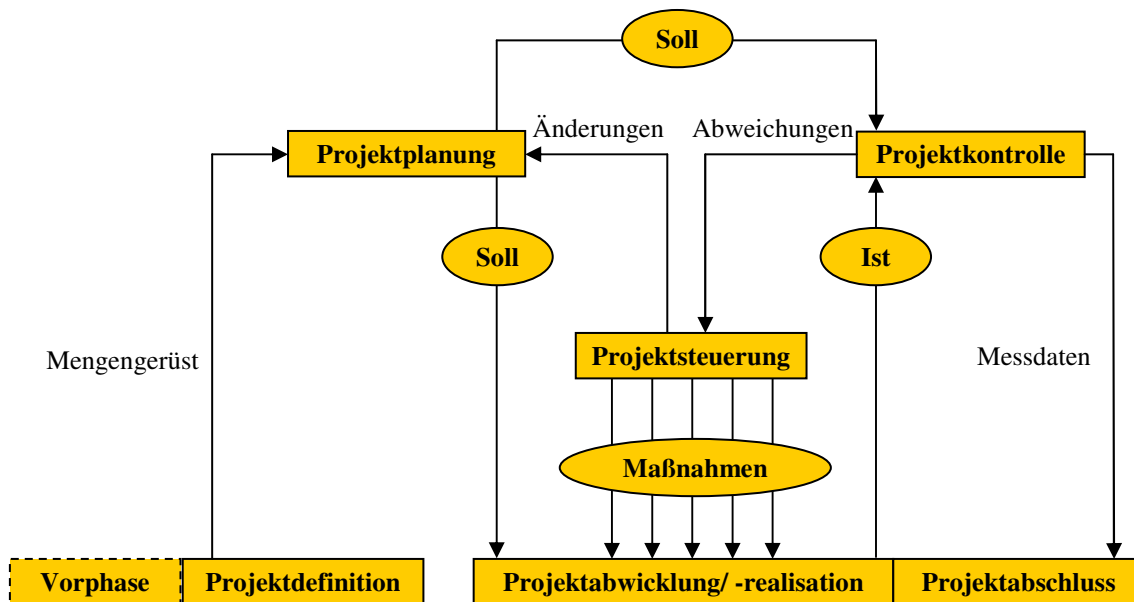 Soll
Änderungen
Abweichungen
Projektplanung
Projektkontrolle
Soll
Ist
Mengengerüst
Projektsteuerung
Messdaten
Maßnahmen
Vorphase
Projektdefinition
Projektabwicklung/ -realisation
Projektabschluss